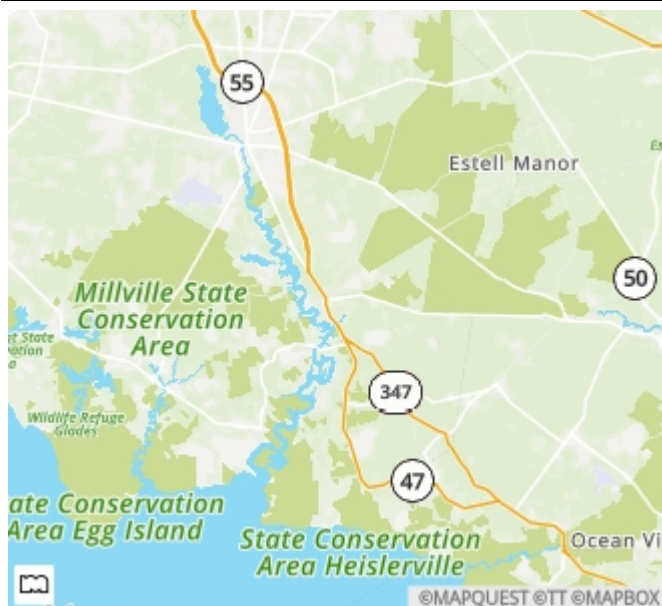 55
Estell Manor
50
Millville State
Conservation
Area
347
Wildlife Refuge
Glades
47
ate Conservation
Area Egg Island
State Conservation
Area Heislerville
Ocean Vi
©MAPQUEST ©TT ©MAPBOX